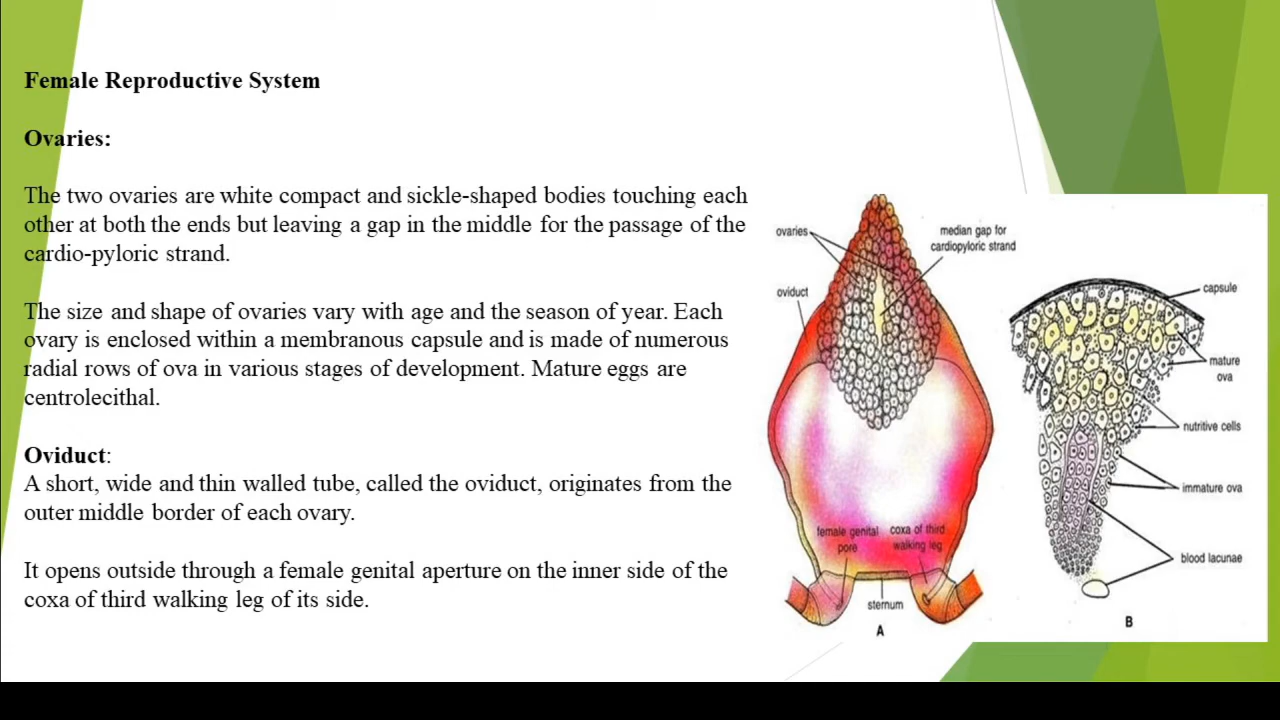 Female Reproductive System
Ovaries:
The two ovaries are white compact and sickle-shaped bodies touching each
other at both the ends but leaving a gap in the middle for the passage of the
cardio-pyloric strand.
The size and shape of ovaries vary with age and the season of year. Each
ovary is enclosed within a membranous capsule and is made of numerous
radial rows of ova in various stages of development. Mature eggs are
centrolecithal.
Oviduct:
A short, wide and thin walled tube, called the oviduct, originates from the
outer middle border of each ovary.
It opens outside through a female genital aperture on the inner side of the
coxa of third walking leg of its side.
ovaries
median gap for
cardiopyloric strand
oviduct
female genital
pore
coxa of third
walking leg
sternum
A
capsule
mature
ova
nutritive cells
immature ova
blood lacunae
B